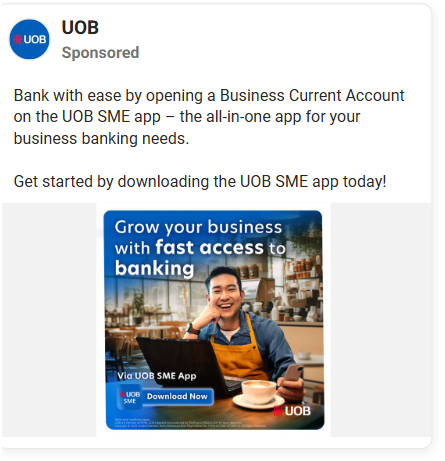 UOB
UOB
Sponsored
Bank with ease by opening a Business Current Account
on the UOB SME app – the all-in-one app for your
business banking needs.
Get started by downloading the UOB SME app today!
Grow your business
with fast access to
banking
Via UOB SME App
UOB
SME
Download Now
UOB